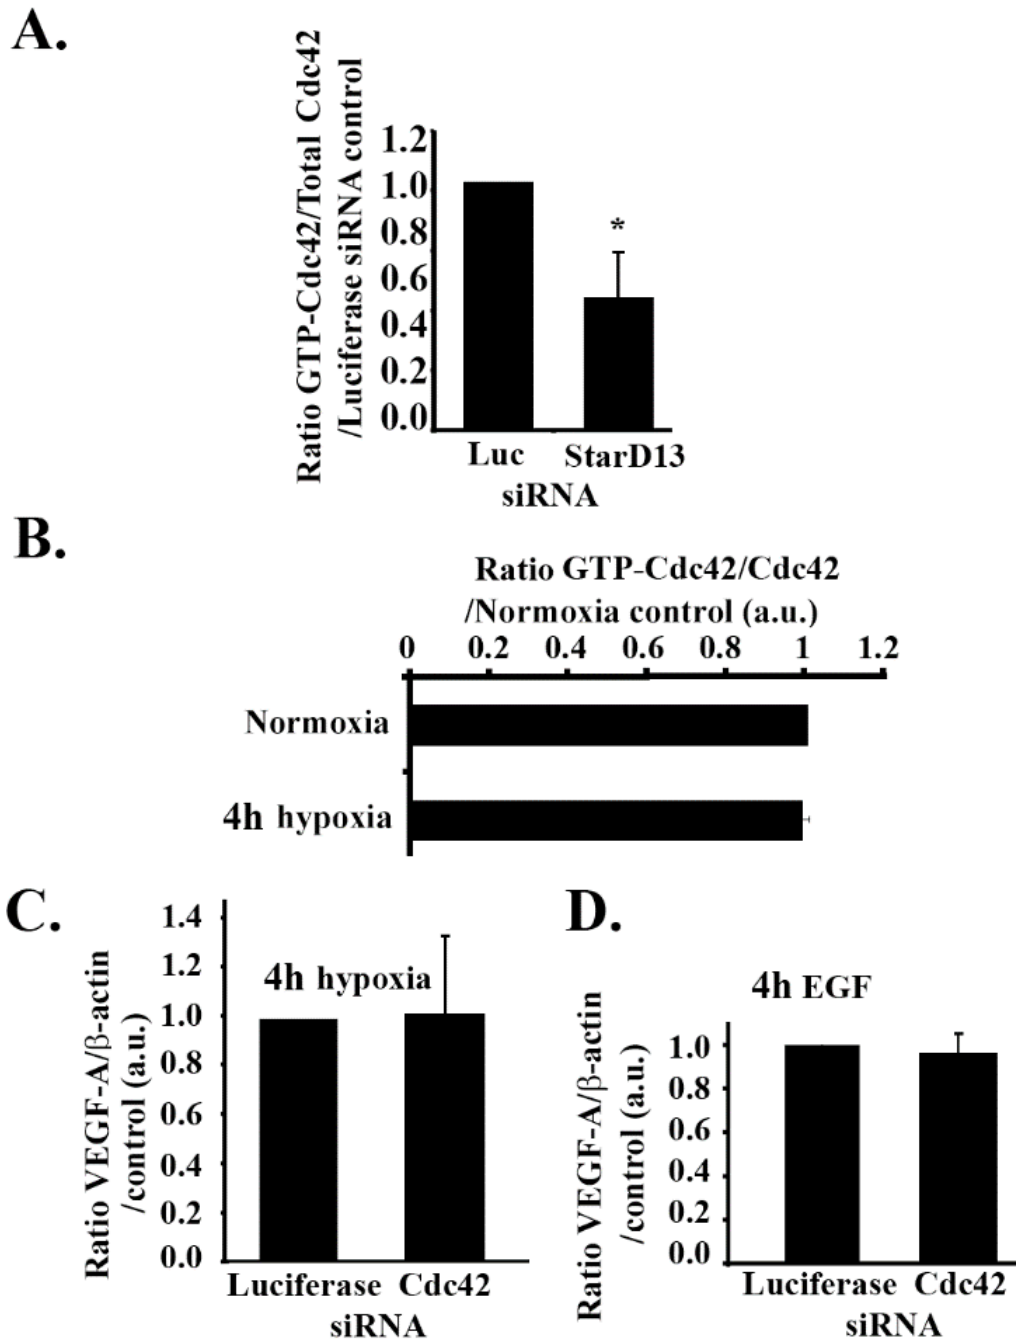 A.
Ratio GTP-Cdc42/Total Cdc42
/Luciferase siRNA control
1.2
1.0
0.8
0.6
0.4
0.2
0.0
*
Luc StarD13
siRNA
B.
Ratio GTP-Cdc42/Cdc42
/Normoxia control (a.u.)
0 0.2 0.4 0.6 0.8 1 1.2
Normoxia
4h hypoxia
C.
Ratio VEGF-A/β-actin
/control (a.u.)
1.4
1.2
1.0
0.8
0.6
0.4
0.2
0.0
4h hypoxia
Luciferase Cdc42
siRNA
D.
Ratio VEGF-A/β-actin
/control (a.u.)
4h EGF
1.0
0.8
0.6
0.4
0.2
0.0
Luciferase Cdc42
siRNA